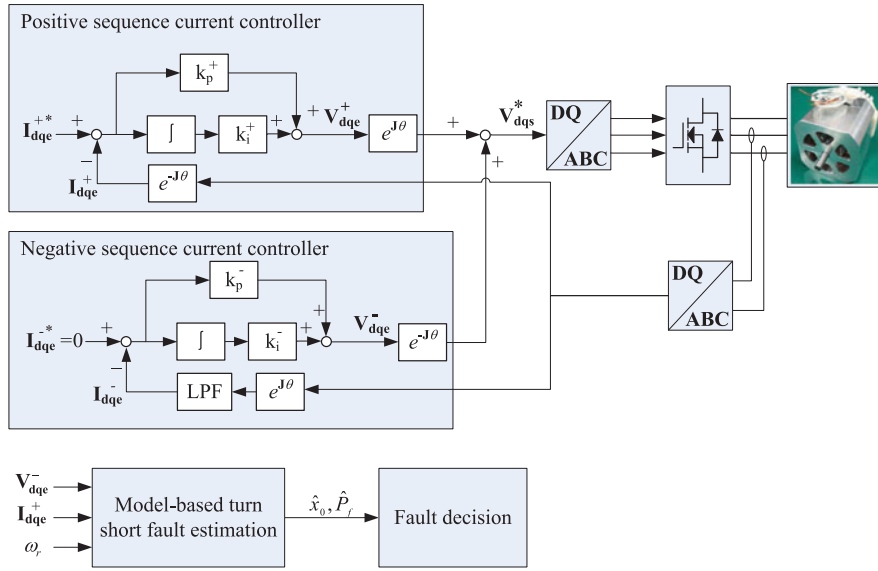 Positive sequence current controller
k_p^+
I_dqe^{+*}
+
−
∫
k_i^+
+
+
V_dqe^+
e^{Jθ}
I_dqe^+
e^{-Jθ}
+
+
V_dqs^*
DQ
ABC
Negative sequence current controller
k_p^-
I_dqe^{-*} =0
+
−
∫
k_i^-
+
+
V_dqe^-
e^{-Jθ}
I_dqe^-
LPF
e^{Jθ}
DQ
ABC
V_dqe^-
I_dqe^+
ω_r
Model-based turn
short fault estimation
x̂_0, P̂_f
Fault decision